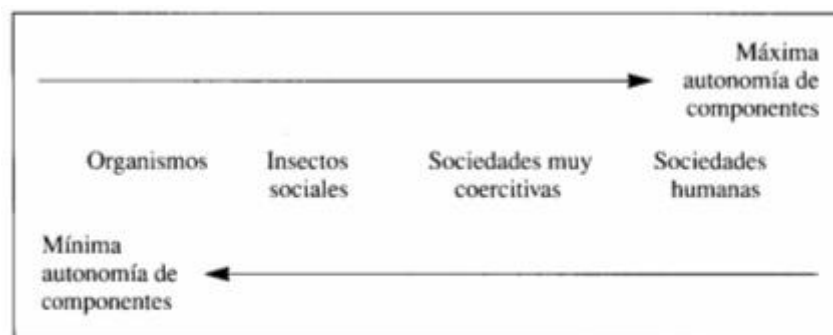 Máxima
autonomía de
componentes
Organismos Insectos sociales Sociedades muy coercitivas Sociedades humanas
Mínima
autonomía de
componentes